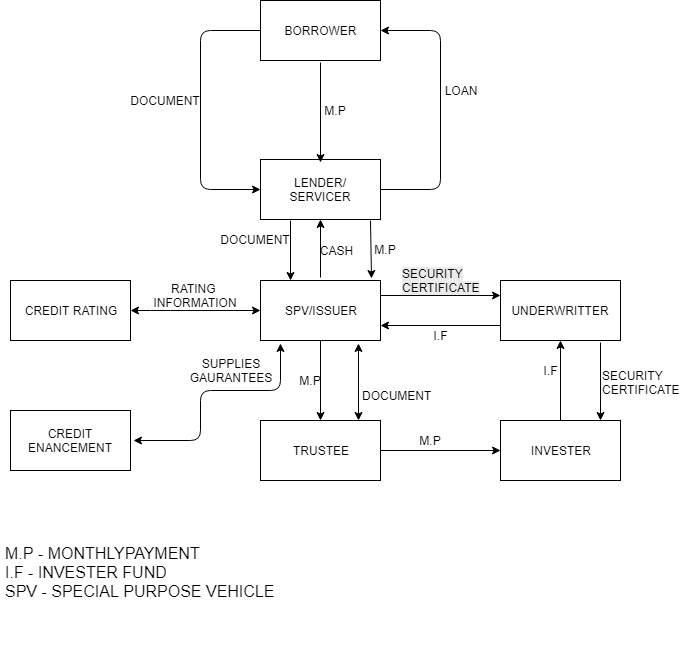 BORROWER
DOCUMENT
LOAN
M.P
LENDER/
SERVICER
DOCUMENT
CASH
M.P
SECURITY
CERTIFICATE
RATING
INFORMATION
CREDIT RATING
SPV/ISSUER
UNDERWRITTER
I.F
SUPPLIES
GAURANTEES
M.P
DOCUMENT
I.F
SECURITY
CERTIFICATE
CREDIT
ENANCEMENT
TRUSTEE
M.P
INVESTER
M.P - MONTHLYPAYMENT
I.F - INVESTER FUND
SPV - SPECIAL PURPOSE VEHICLE